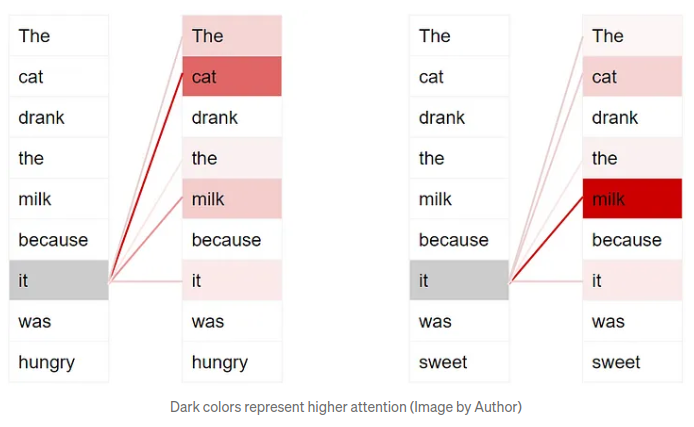 The The The The
cat cat cat cat
drank drank drank drank
the the the the
milk milk milk milk
because because because because
it it it it
was was was was
hungry hungry sweet sweet
Dark colors represent higher attention (Image by Author)